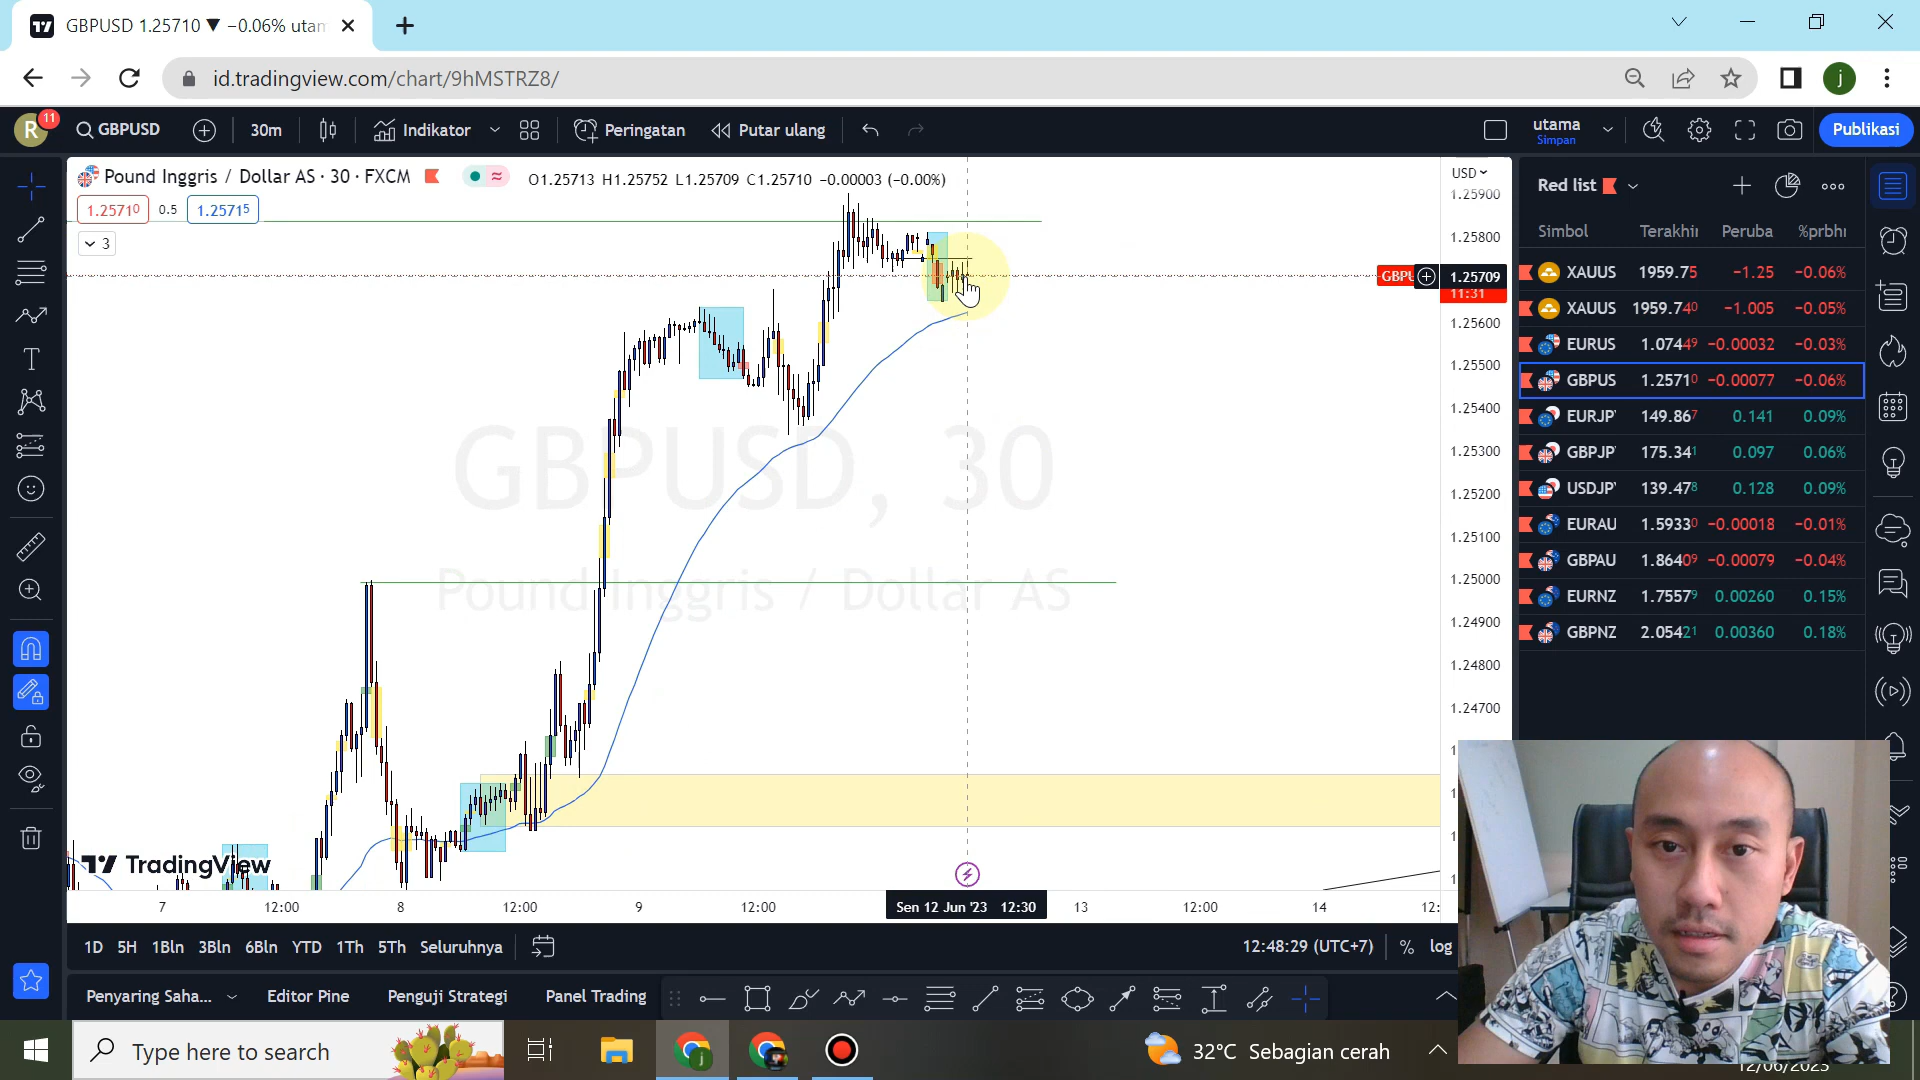 GBPUSD 1.25710 ▼ −0.06% utam
id.tradingview.com/chart/9hMSTRZ8/
R 11 GBPUSD 30m Indikator Peringatan Putar ulang utama Simpan Publikasi
Pound Inggris / Dollar AS · 30 · FXCM O1.25713 H1.25752 L1.25709 C1.25710 −0.00003 (−0.00%)
1.25710 0.5 1.25715
3
USD
1.25900
1.25800
GBPU 1.25709
11:31
1.25600
1.25500
1.25400
1.25300
1.25200
1.25100
1.25000
1.24900
1.24800
1.24700
GBPUSD, 30
Pound Inggris / Dollar AS
TradingView
7 12:00 8 12:00 9 12:00 Sen 12 Jun '23 12:30 13 12:00 14 12:
1D 5H 1Bln 3Bln 6Bln YTD 1Th 5Th Seluruhnya 12:48:29 (UTC+7) % log
Penyaring Saha... Editor Pine Penguji Strategi Panel Trading
Red list
Simbol Terakhir Peruba %prbhn
XAUUS 1959.75 −1.25 −0.06%
XAUUS 1959.740 −1.005 −0.05%
EURUS 1.07449 −0.00032 −0.03%
GBPUS 1.25710 −0.00077 −0.06%
EURJP 149.867 0.141 0.09%
GBPJP 175.341 0.097 0.06%
USDJP 139.478 0.128 0.09%
EURAU 1.59330 −0.00018 −0.01%
GBPAU 1.86409 −0.00079 −0.04%
EURNZ 1.75579 0.00260 0.15%
GBPNZ 2.05421 0.00360 0.18%
Type here to search
32°C Sebagian cerah
12/06/2023